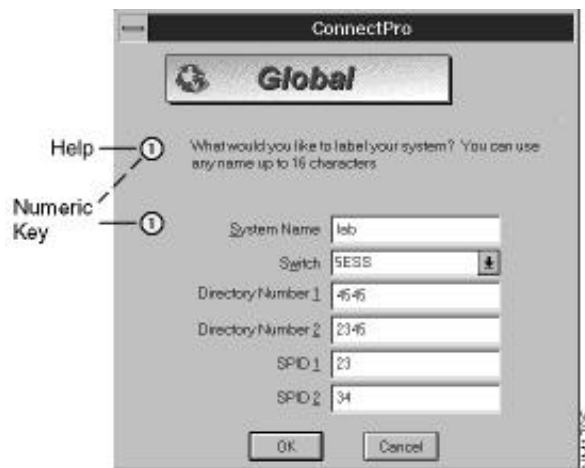 ConnectPro
Global
Help
1
What would you like to label your system? You can use
any name up to 16 characters
Numeric
Key
1
System Name lab
Switch 5ESS
Directory Number 1 4545
Directory Number 2 2345
SPID 1 23
SPID 2 34
OK Cancel